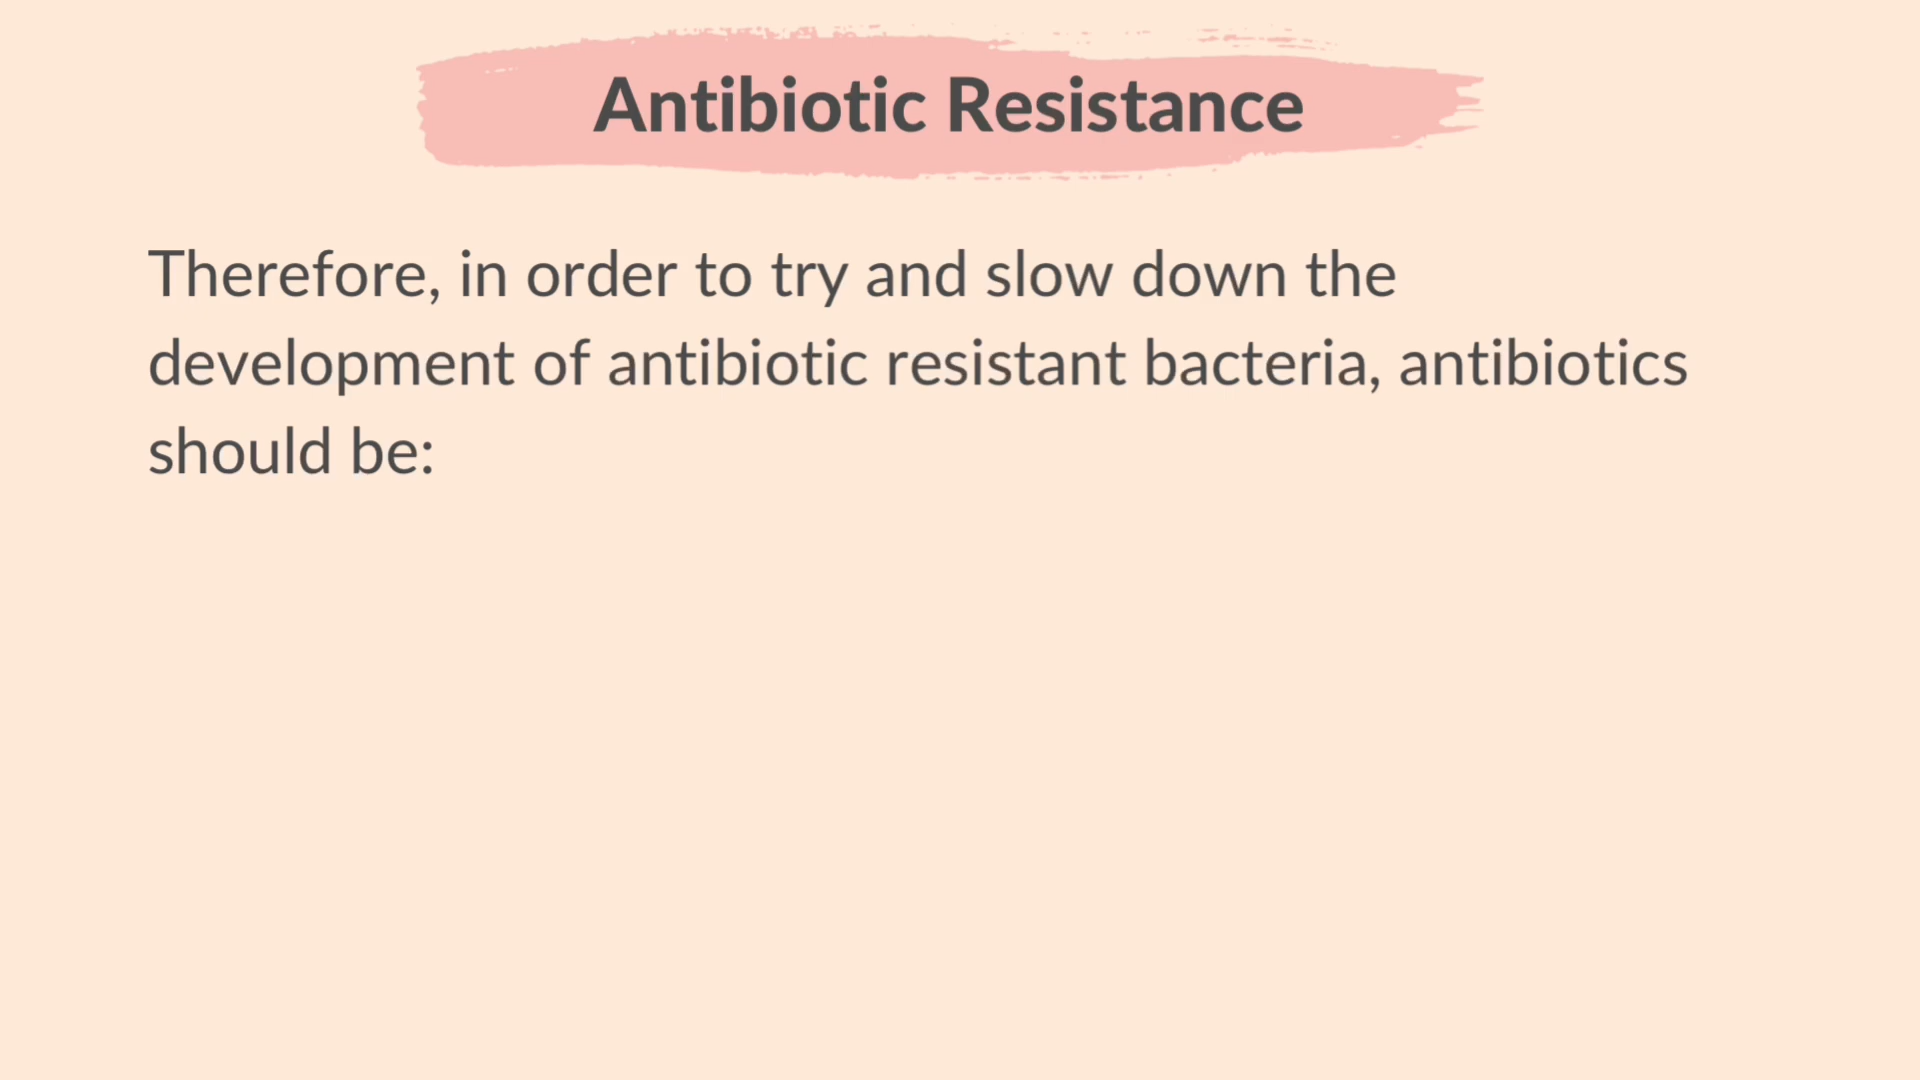 Antibiotic Resistance
Therefore, in order to try and slow down the
development of antibiotic resistant bacteria, antibiotics
should be: